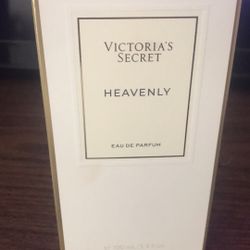 VICTORIA'S
SECRET
HEAVENLY
EAU DE PARFUM